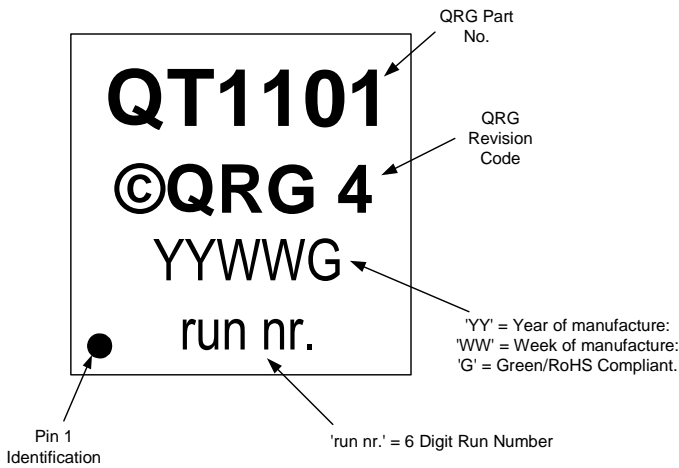 QRG Part
No.
QT1101
QRG
Revision
Code
©QRG 4
YYWWG
'YY' = Year of manufacture:
'WW' = Week of manufacture:
'G' = Green/RoHS Compliant.
run nr.
Pin 1
Identification
'run nr.' = 6 Digit Run Number